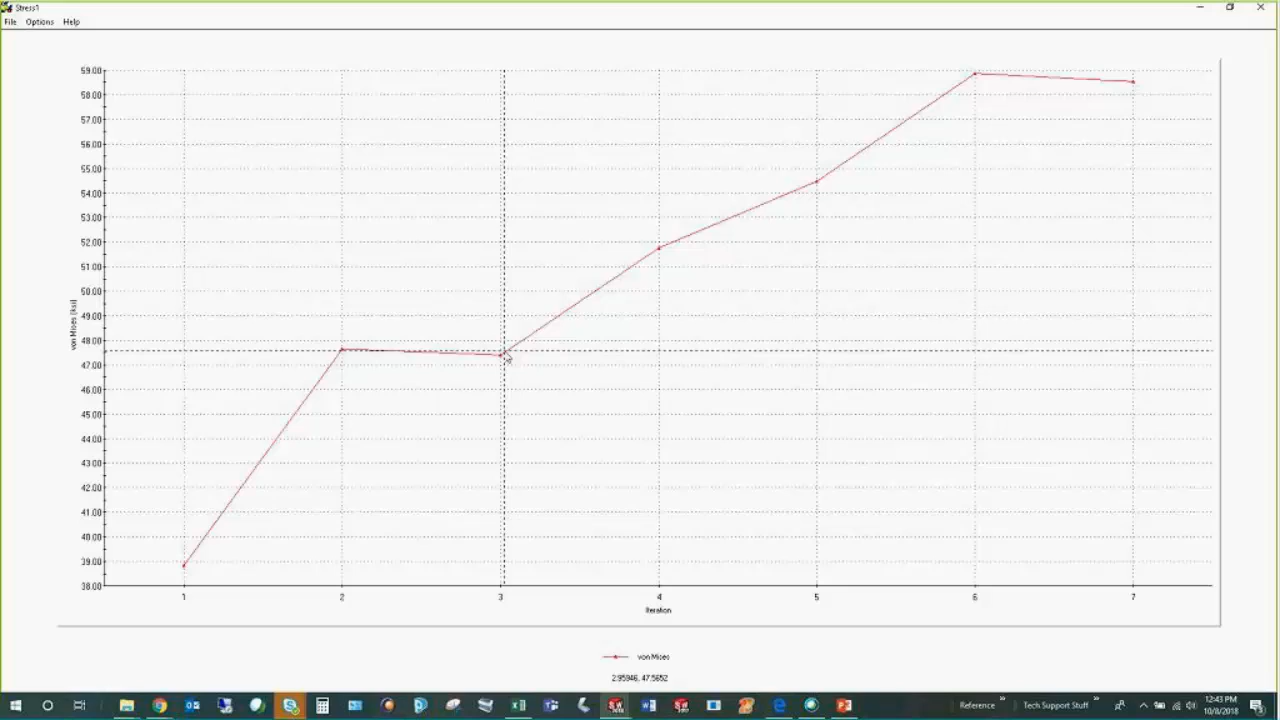 Stress1
File Options Help
59.00
58.00
57.00
56.00
55.00
54.00
53.00
52.00
51.00
50.00
49.00
48.00
47.00
46.00
45.00
44.00
43.00
42.00
41.00
40.00
39.00
38.00
von Mises (ksi)
1 2 3 4 5 6 7
Iteration
von Mises
2.95946, 47.5652
Reference
Tech Support Stuff
12:43 PM
10/8/2018